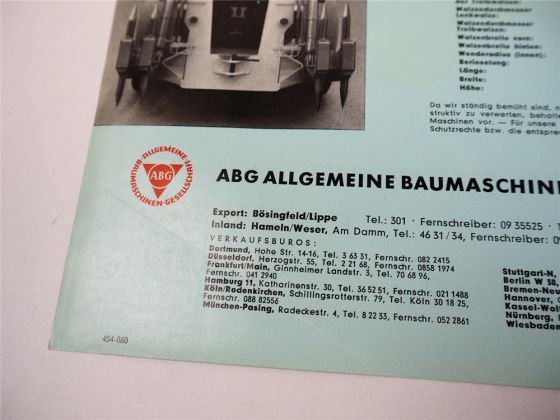 der Treibwalzen:
Walzendurchmesser
Lenkwalze:
Walzendurchmesser
Treibwalzen:
Walzenbreite vorn:
Walzenbreite hinten:
Wenderadius (innen):
Berieselung:
Länge:
Breite:
Höhe:
Da wir ständig bemüht sind,
struktiv zu verwerten, behalte
Maschinen vor. — Für unsere
Schutzrechte bzw. die entspre
ALLGEMEINE-
BAUMASCHINEN-GESELLSCHAFT
ABG
ABG ALLGEMEINE BAUMASCHIN
Export: Bösingfeld/Lippe Tel.: 301 · Fernschreiber: 09 35525 · T
Inland: Hameln/Weser, Am Damm, Tel.: 46 31 / 34, Fernschreiber: 09
VERKAUFSBÜROS:
Dortmund, Hohe Str. 14-16, Tel. 3 63 31, Fernschr. 082 2415
Düsseldorf, Herzogstr. 55, Tel. 2 21 68, Fernschr. 0858 1974
Frankfurt/Main, Ginnheimer Landstr. 3, Tel. 70 68 96,
Fernschr. 041 2940
Hamburg 11, Katharinenstr. 30, Tel. 36 52 51, Fernschr. 021 1488
Köln/Rodenkirchen, Schillingsrotterstr. 79, Tel. Köln 30 18 25,
Fernschr. 088 82556
München-Pasing, Radeckestr. 4, Tel. 8 22 33, Fernschr. 052 2861
Stuttgart-N,
Berlin W 30,
Bremen-Neue
Hannover,
Kassel-Wolf
Nürnberg,
Wiesbaden
454-060